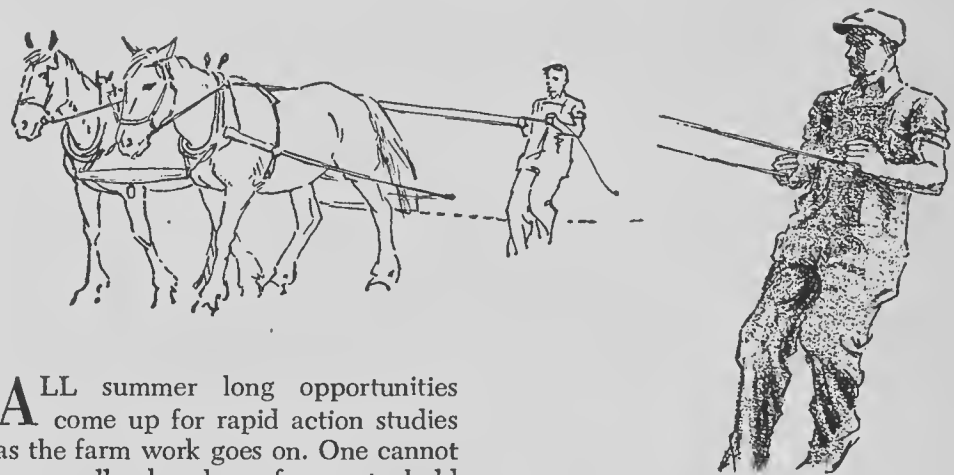 ALL summer long opportunities
come up for rapid action studies
as the farm work goes on. One cannot